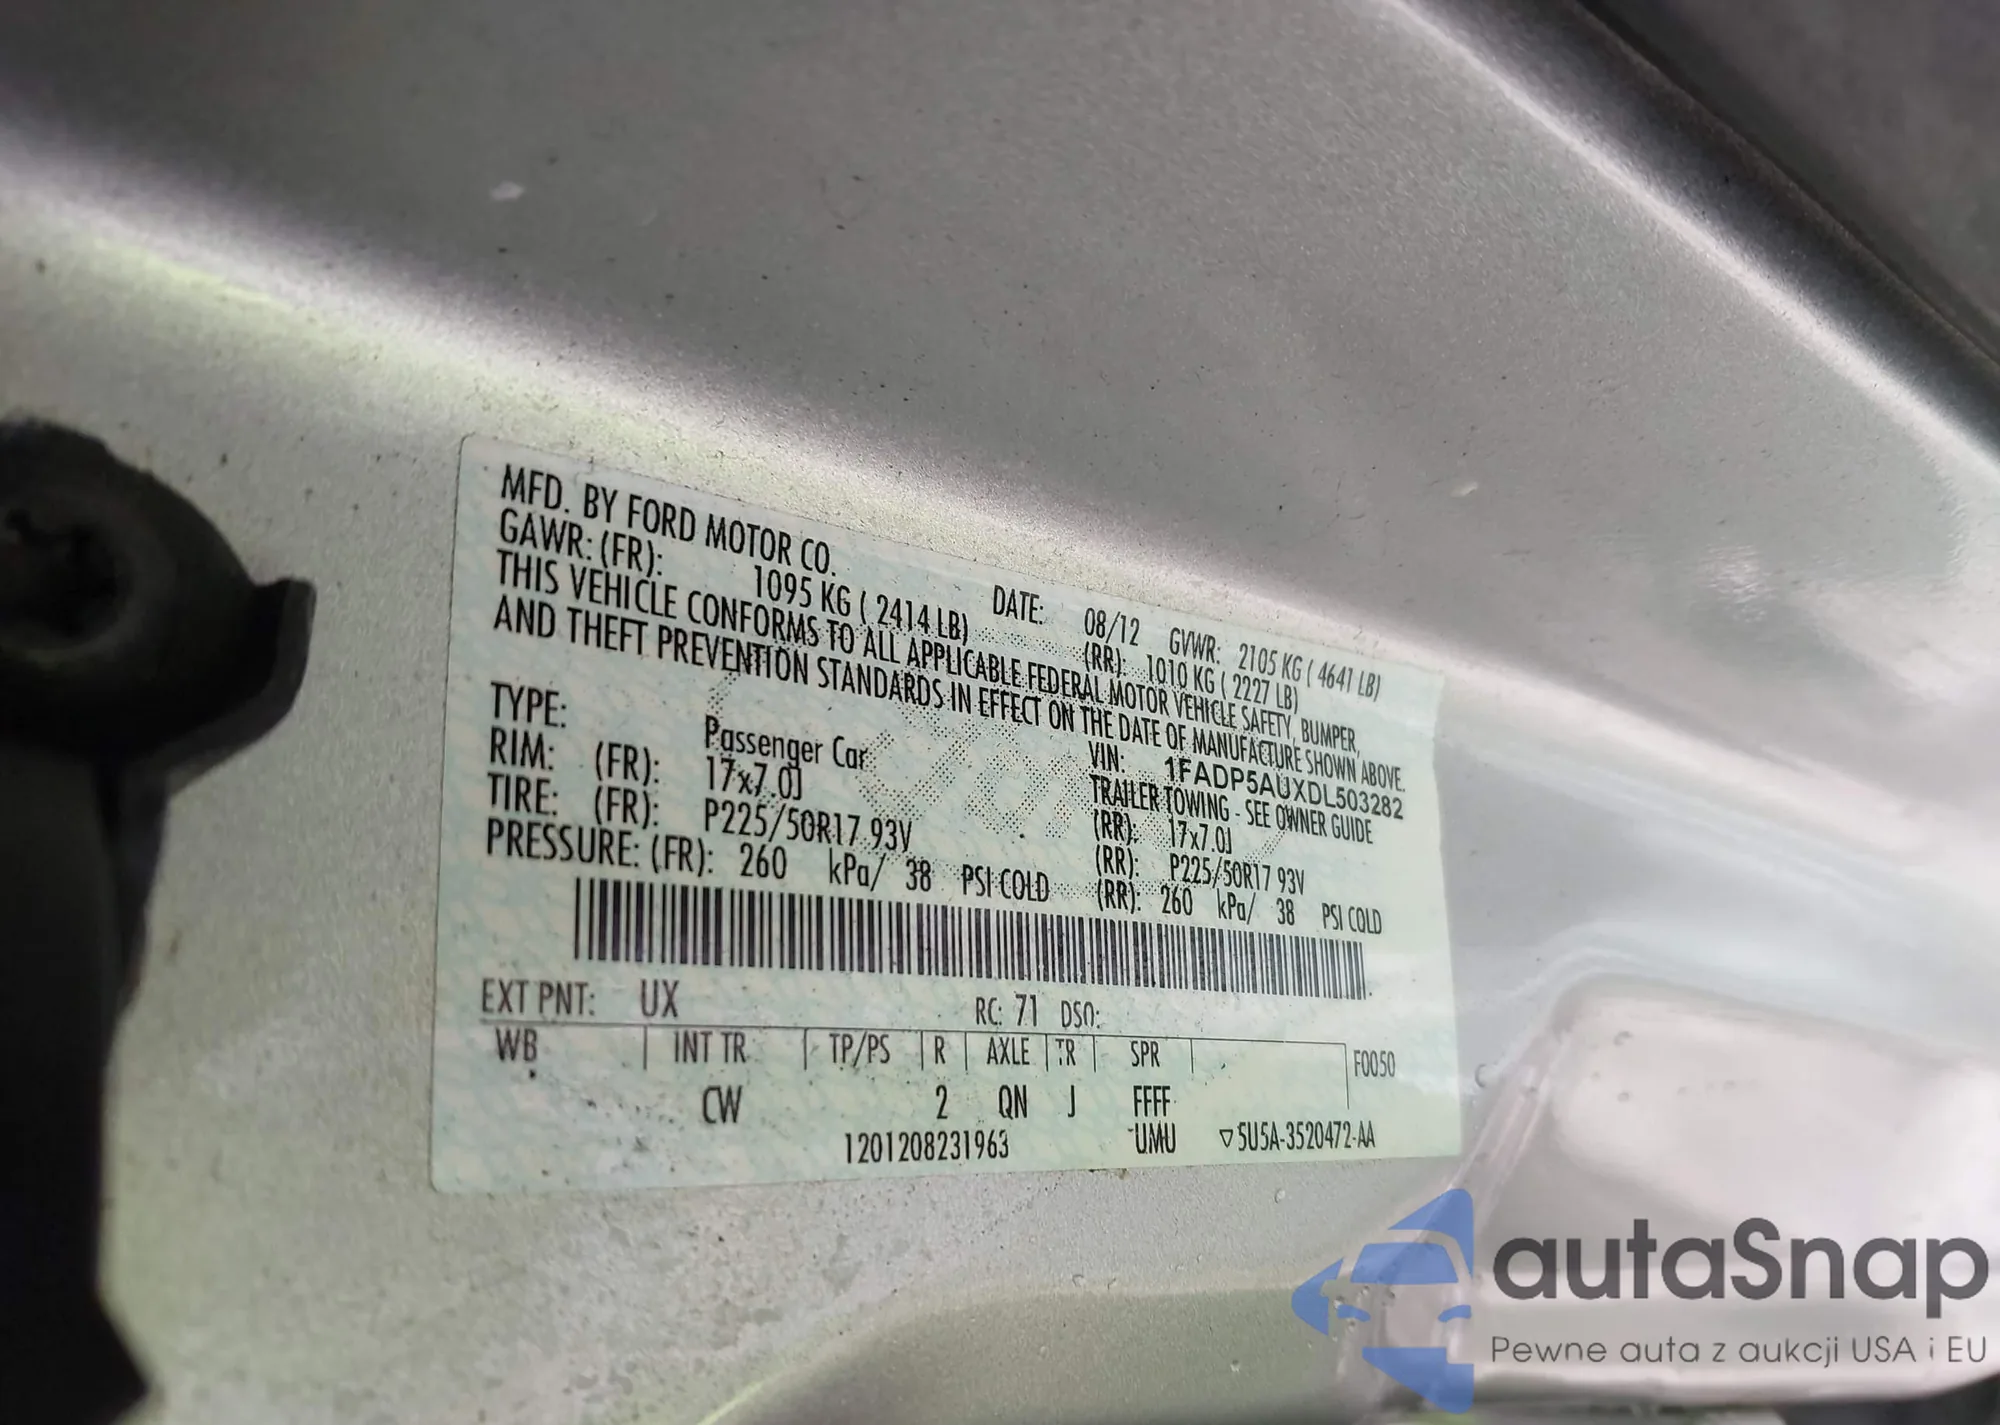 MFD. BY FORD MOTOR CO.
DATE: 08/12 GVWR: 2105 KG ( 4641 LB)
GAWR: (FR): 1095 KG ( 2414 LB) (RR): 1010 KG ( 2227 LB)
THIS VEHICLE CONFORMS TO ALL APPLICABLE FEDERAL MOTOR VEHICLE SAFETY, BUMPER,
AND THEFT PREVENTION STANDARDS IN EFFECT ON THE DATE OF MANUFACTURE SHOWN ABOVE.
VIN: 1FADP5AUXDL503282
TYPE: Passenger Car TRAILER TOWING - SEE OWNER GUIDE
RIM: (FR): 17x7.0J (RR): 17x7.0J
TIRE: (FR): P225/50R17 93V (RR): P225/50R17 93V
PRESSURE: (FR): 260 kPa/ 38 PSI COLD (RR): 260 kPa/ 38 PSI COLD
EXT PNT: UX RC: 71 DSO:
WB INT TR TP/PS R AXLE TR SPR F0050
CW 2 QN J FFFF
1201208231963 UMU ▽5U5A-3520472-AA
autaSnap
Pewne auta z aukcji USA i EU